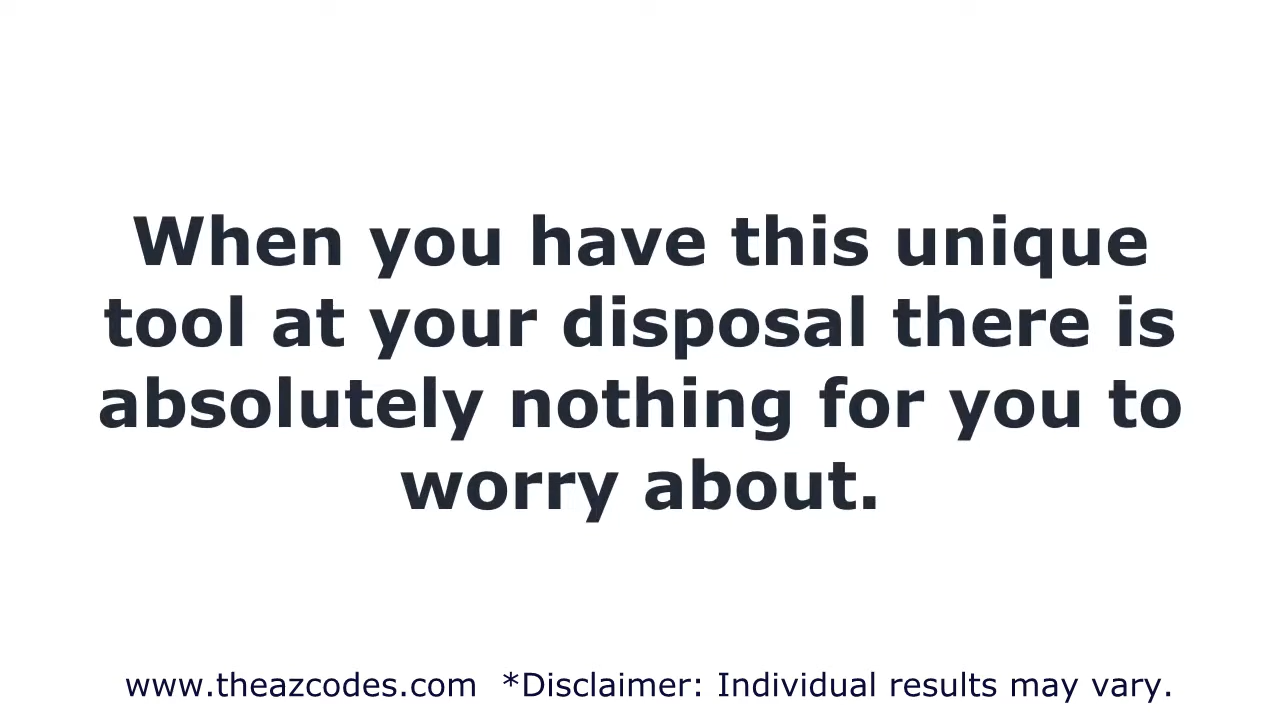 When you have this unique
tool at your disposal there is
absolutely nothing for you to
worry about.
www.theazcodes.com *Disclaimer: Individual results may vary.